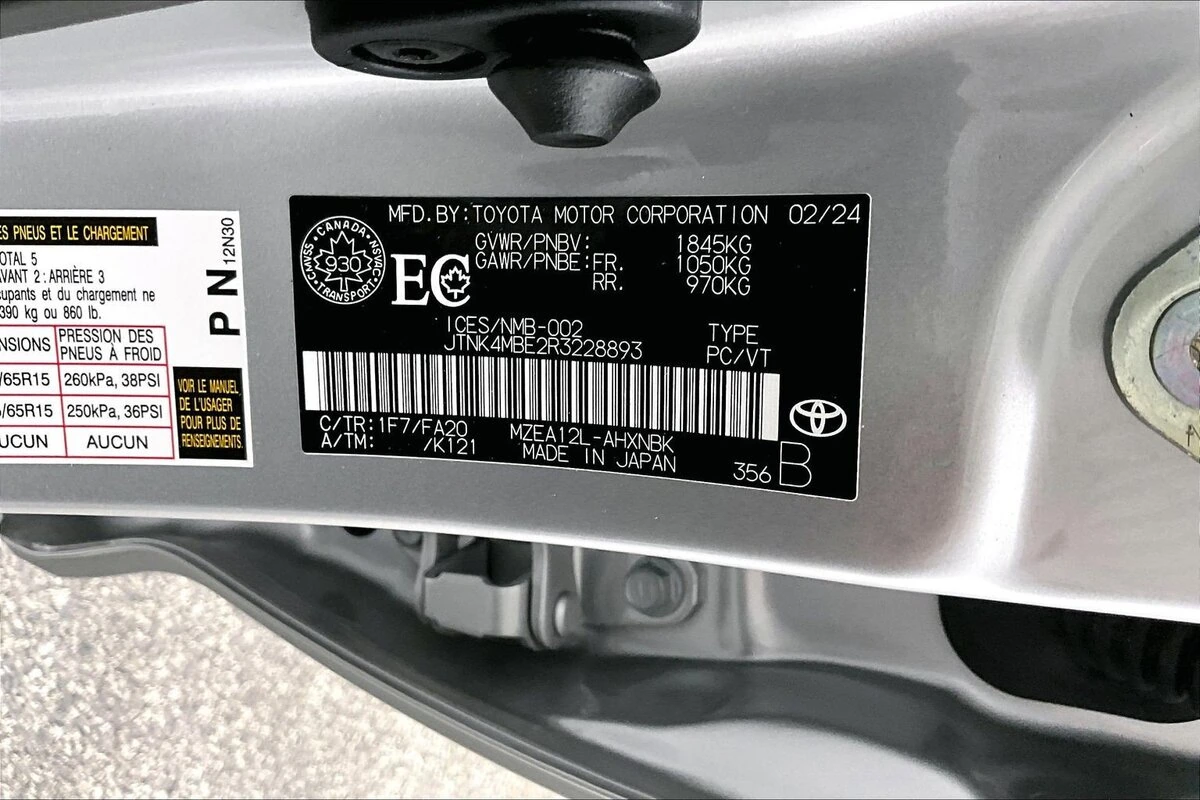 ES PNEUS ET LE CHARGEMENT
OTAL 5
AVANT 2 : ARRIÈRE 3
cupants et du chargement ne
390 kg ou 860 lb.
NSIONS PRESSION DES PNEUS À FROID
/65R15 260kPa, 38PSI
/65R15 250kPa, 36PSI
UCUN AUCUN
PN 12N30
VOIR LE MANUEL
DE L'USAGER
POUR PLUS DE
RENSEIGNEMENTS.
MFD.BY:TOYOTA MOTOR CORPORATION 02/24
GVWR/PNBV: 1845KG
GAWR/PNBE:FR. 1050KG
RR. 970KG
CANADA
CMVSS NSVAC
930
TRANSPORT
EC
ICES/NMB-002
JTNK4MBE2R3228893
TYPE
PC/VT
C/TR:1F7/FA20
A/TM: /K121
MZEA12L-AHXNBK
MADE IN JAPAN
356 B